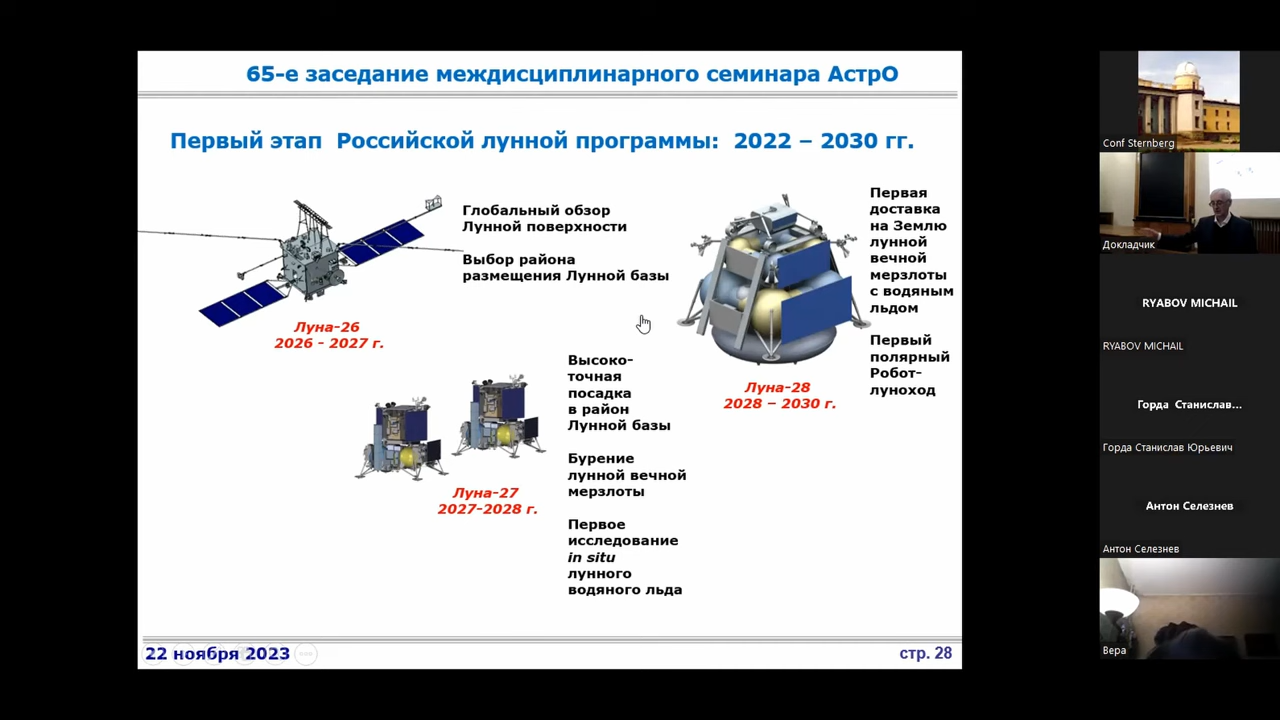 65-е заседание междисциплинарного семинара АстрО
Первый этап Российской лунной программы: 2022 – 2030 гг.
Глобальный обзор
Лунной поверхности
Выбор района
размещения Лунной базы
Луна-26
2026 - 2027 г.
Первая
доставка
на Землю
лунной
вечной
мерзлоты
с водяным
льдом
Первый
полярный
Робот-
луноход
Луна-28
2028 – 2030 г.
Высоко-
точная
посадка
в район
Лунной базы
Бурение
лунной вечной
мерзлоты
Первое
исследование
in situ
лунного
водяного льда
Луна-27
2027-2028 г.
22 ноября 2023
стр. 28
Conf Sternberg
Докладчик
RYABOV MICHAIL
RYABOV MICHAIL
Горда Станислав...
Горда Станислав Юрьевич
Антон Селезнев
Антон Селезнев
Вера